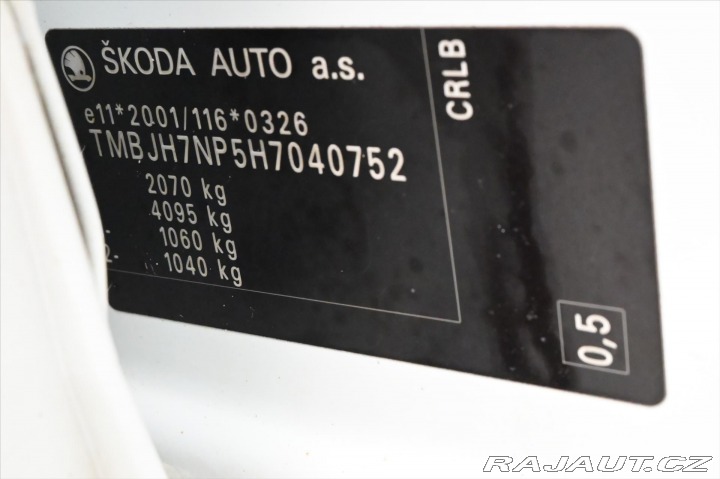 ŠKODA AUTO a.s.
e11*2001/116*0326
TMBJH7NP5H7040752
2070 kg
4095 kg
1060 kg
2- 1040 kg
CRLB
0,5
RAJAUT.CZ